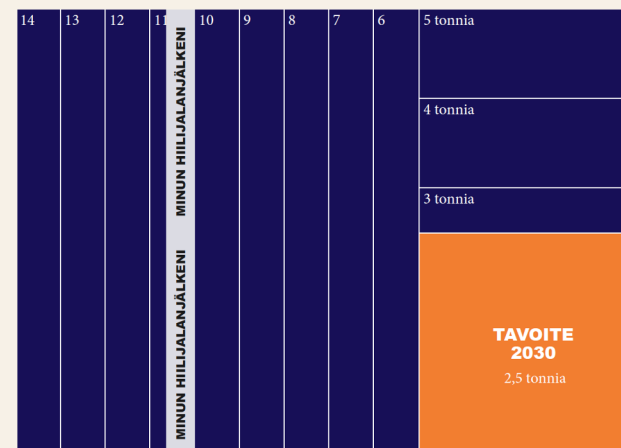 14
13
12
11
MINUN HIILIJALANJÄLKENI
MINUN HIILIJALANJÄLKENI
10
9
8
7
6
5 tonnia
4 tonnia
3 tonnia
TAVOITE
2030
2,5 tonnia